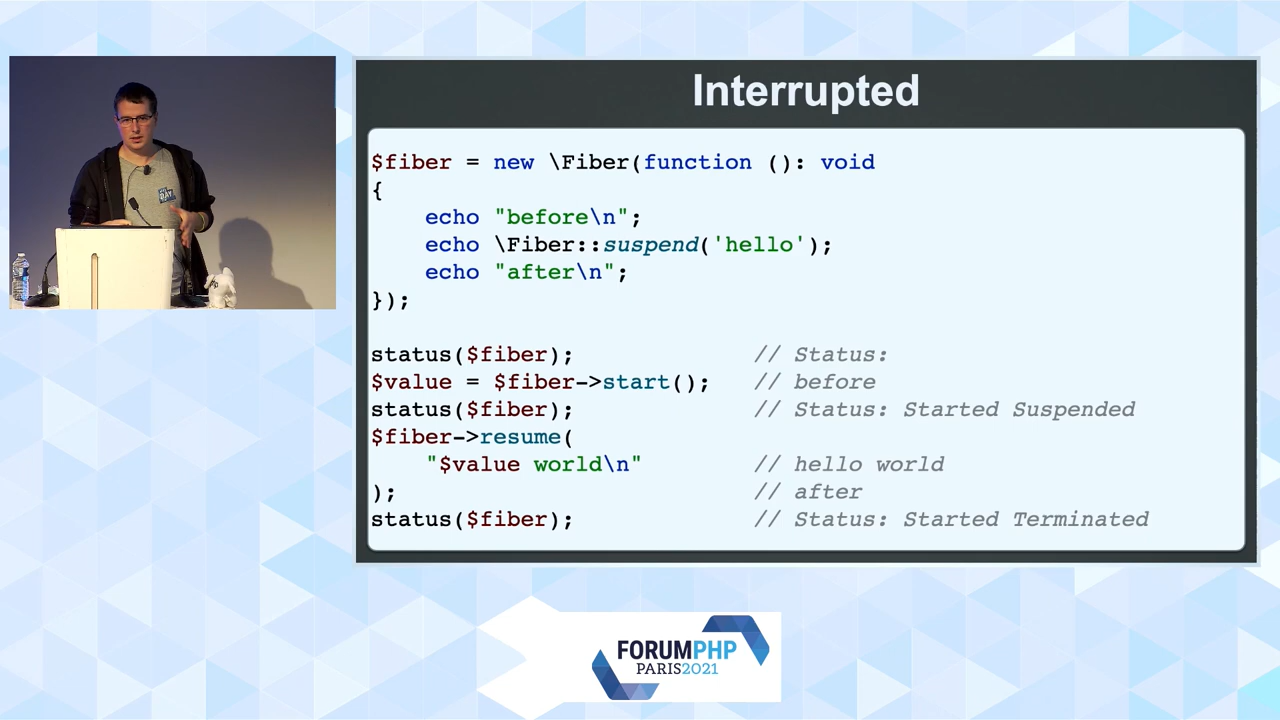 Interrupted
$fiber = new \Fiber(function (): void
{
    echo "before\n";
    echo \Fiber::suspend('hello');
    echo "after\n";
});
status($fiber); // Status:
$value = $fiber->start(); // before
status($fiber); // Status: Started Suspended
$fiber->resume(
    "$value world\n" // hello world
); // after
status($fiber); // Status: Started Terminated
FORUMPHP
PARIS2021